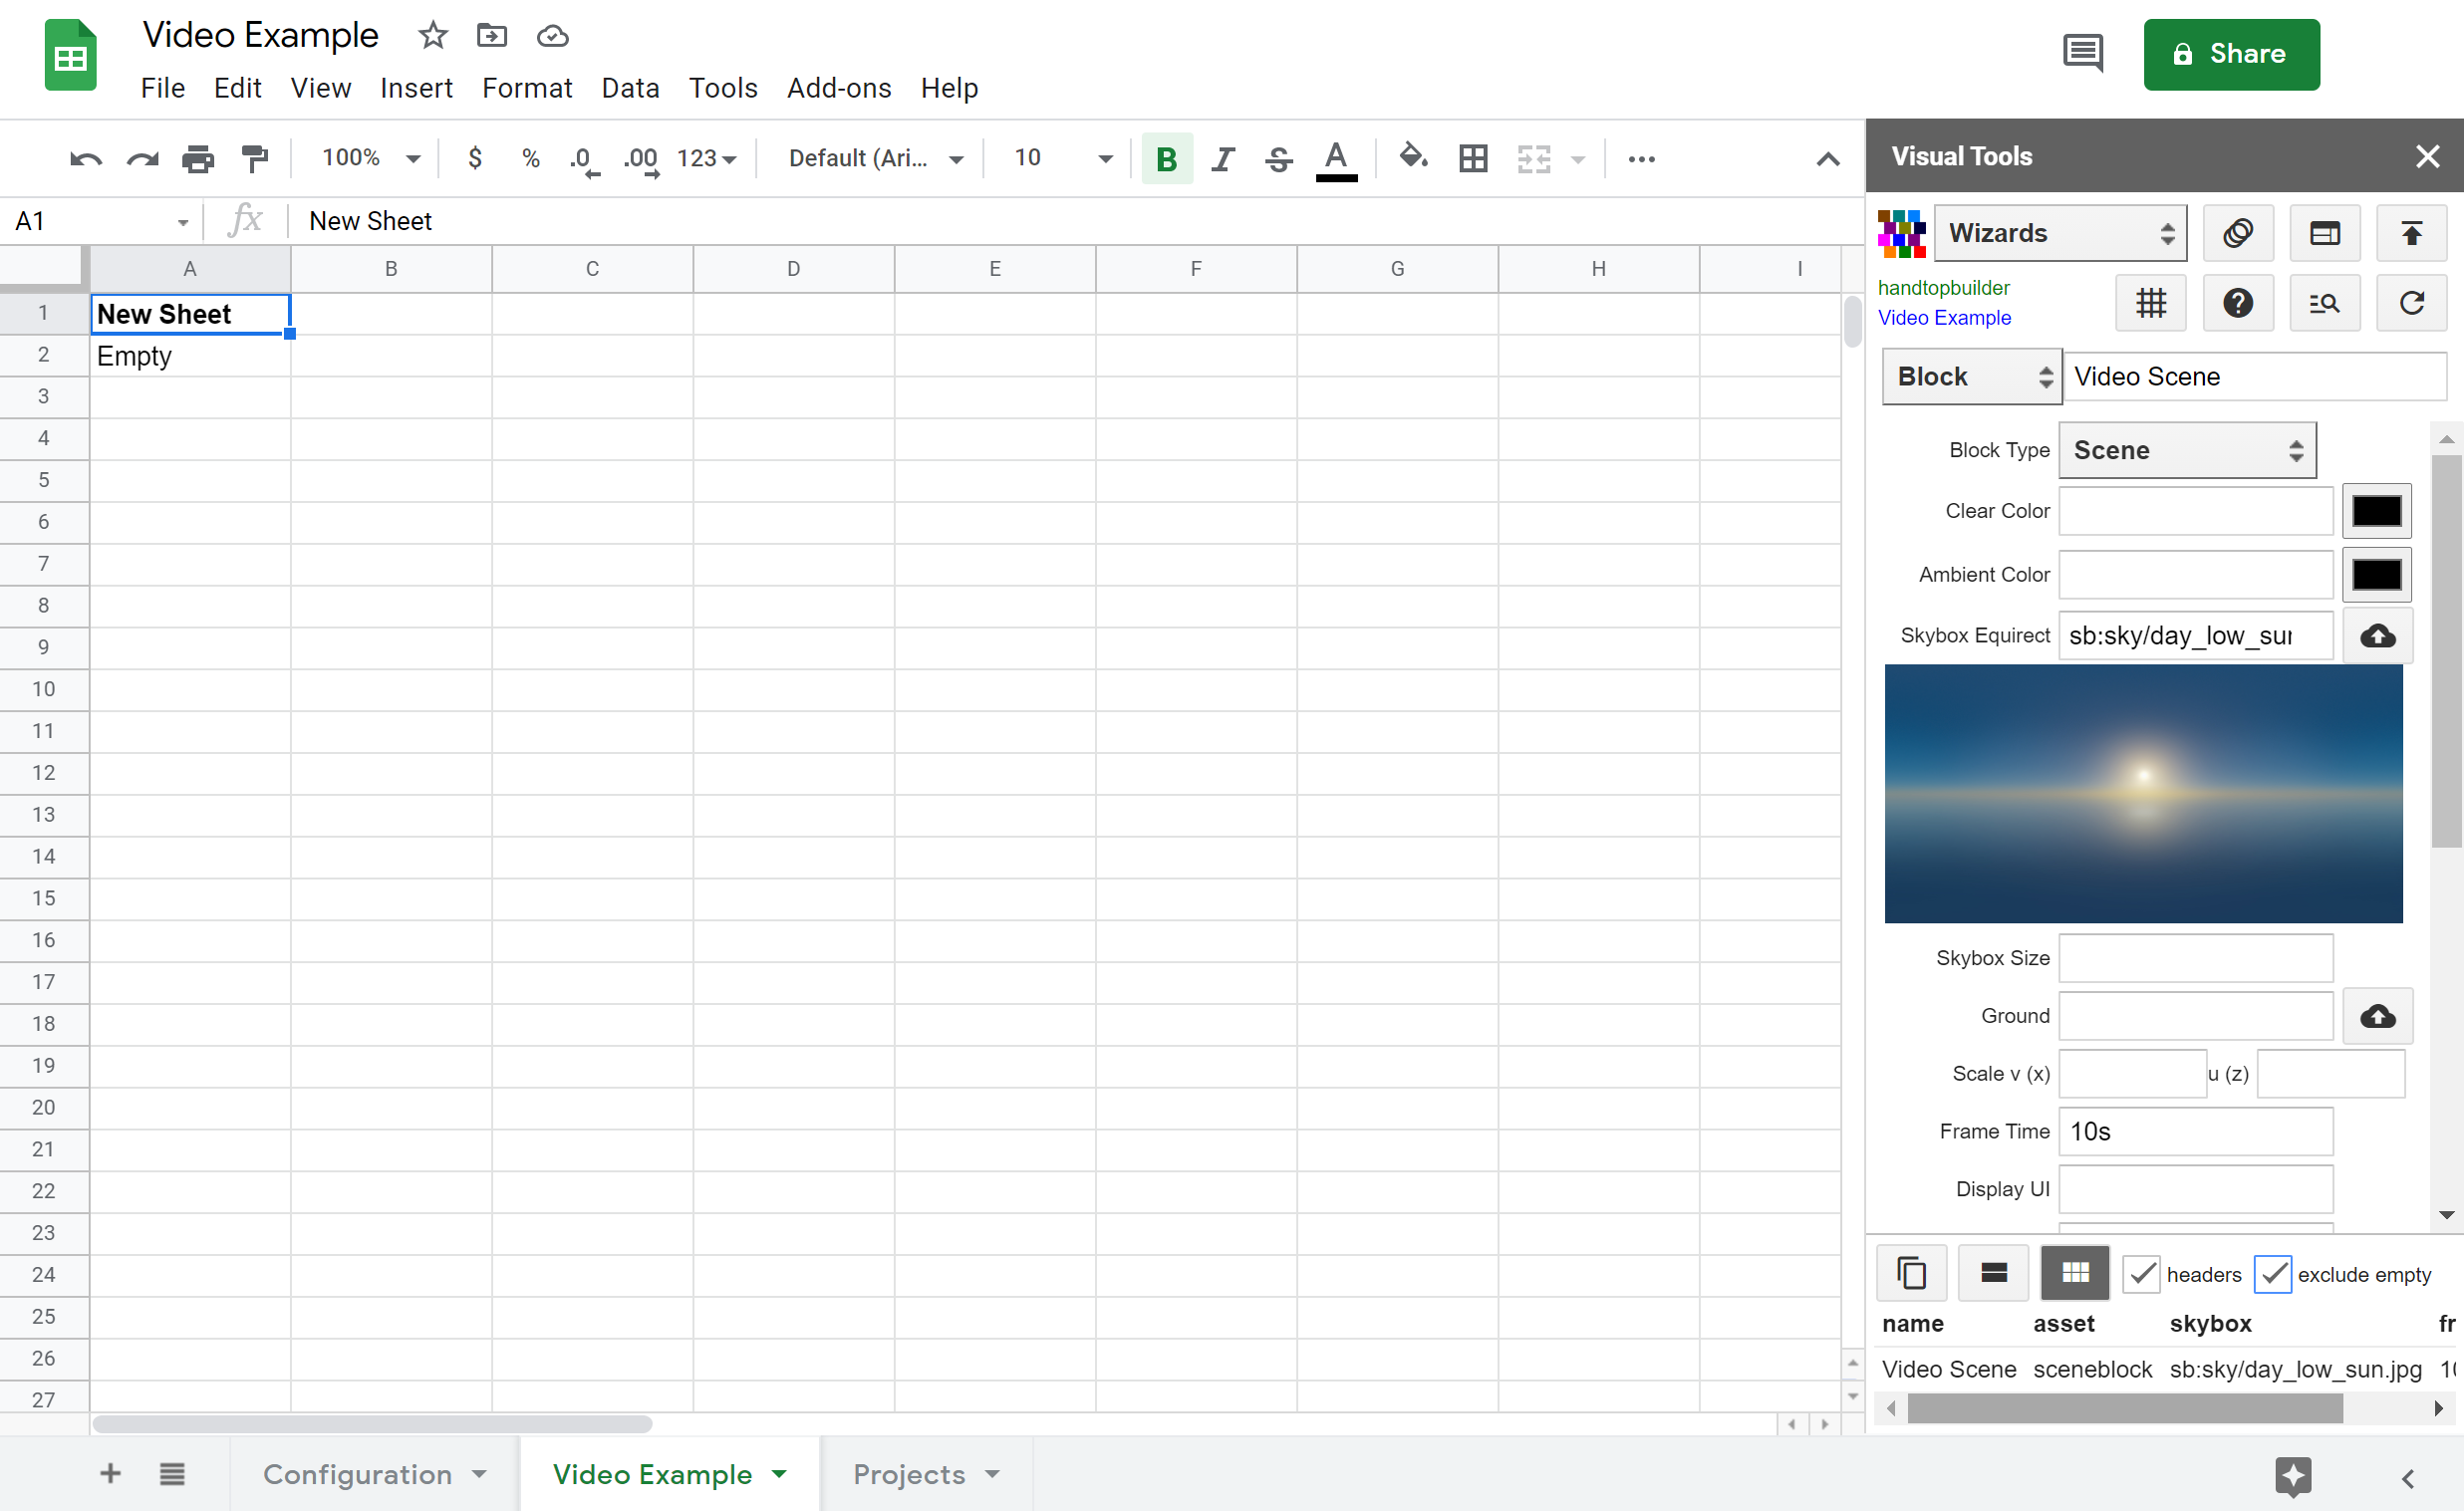 Video Example
File Edit View Insert Format Data Tools Add-ons Help
Share
100% $ % .0 .00 123 Default (Ari... 10 B I S A
A1 fx New Sheet
A B C D E F G H I
1 New Sheet
2 Empty
3
4
5
6
7
8
9
10
11
12
13
14
15
16
17
18
19
20
21
22
23
24
25
26
27
Configuration Video Example Projects
Visual Tools
Wizards
handtopbuilder
Video Example
Block Video Scene
Block Type Scene
Clear Color
Ambient Color
Skybox Equirect sb:sky/day_low_sun
Skybox Size
Ground
Scale v (x) u (z)
Frame Time 10s
Display UI
headers exclude empty
name asset skybox fr
Video Scene sceneblock sb:sky/day_low_sun.jpg